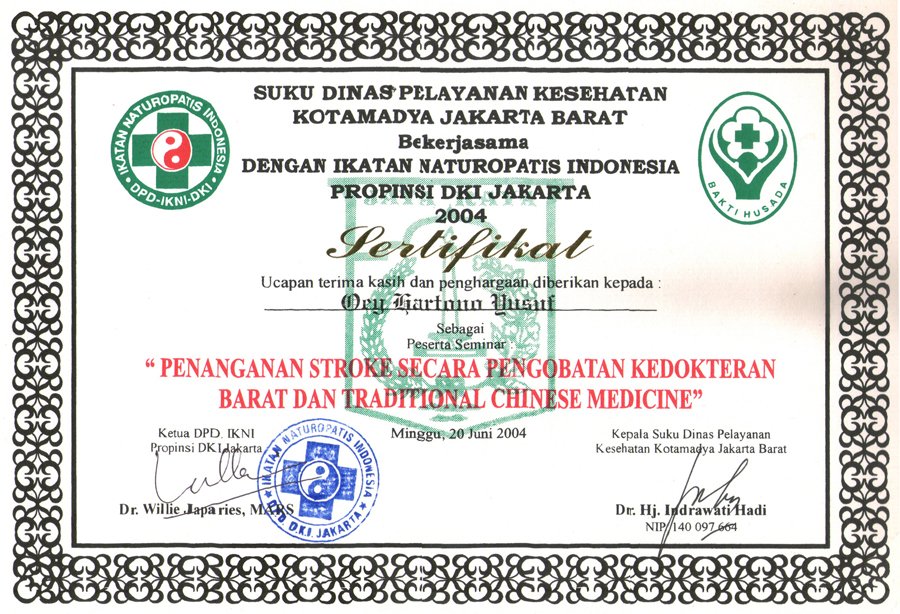 SUKU DINAS PELAYANAN KESEHATAN
KOTAMADYA JAKARTA BARAT
Bekerjasama
DENGAN IKATAN NATUROPATIS INDONESIA
PROPINSI DKI JAKARTA
2004
IKATAN NATUROPATIS INDONESIA
• DPD-IKNI-DKI •
BAKTI HUSADA
JAYA RAYA
Sertifikat
Ucapan terima kasih dan penghargaan diberikan kepada :
Oey Hartono Yusuf
Sebagai
Peserta Seminar :
“ PENANGANAN STROKE SECARA PENGOBATAN KEDOKTERAN
BARAT DAN TRADITIONAL CHINESE MEDICINE”
Minggu, 20 Juni 2004
Ketua DPD. IKNI
Propinsi DKI Jakarta
Dr. Willie Japaries, MARS
IKATAN NATUROPATIS INDONESIA
DPD. D.K.I. JAKARTA
Kepala Suku Dinas Pelayanan
Kesehatan Kotamadya Jakarta Barat
Dr. Hj. Indrawati Hadi
NIP. 140 097 664